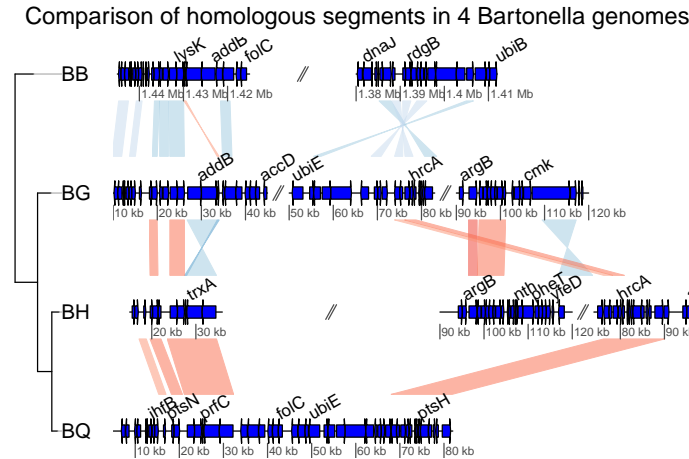 Comparison of homologous segments in 4 Bartonella genomes
lysK addB folC dnaJ rdgB ubiB
BB //
1.44 Mb 1.43 Mb 1.42 Mb 1.38 Mb 1.39 Mb 1.4 Mb 1.41 Mb
addB accD ubiE hrcA argB cmk
BG // //
10 kb 20 kb 30 kb 40 kb 50 kb 60 kb 70 kb 80 kb 90 kb 100 kb 110 kb 120 kb
trxA argB nth pheT yfeD hrcA
BH // //
20 kb 30 kb 90 kb 100 kb 110 kb 120 kb 80 kb 90 kb
ihfB ptsN prfC folC ubiE ptsH
BQ
10 kb 20 kb 30 kb 40 kb 50 kb 60 kb 70 kb 80 kb